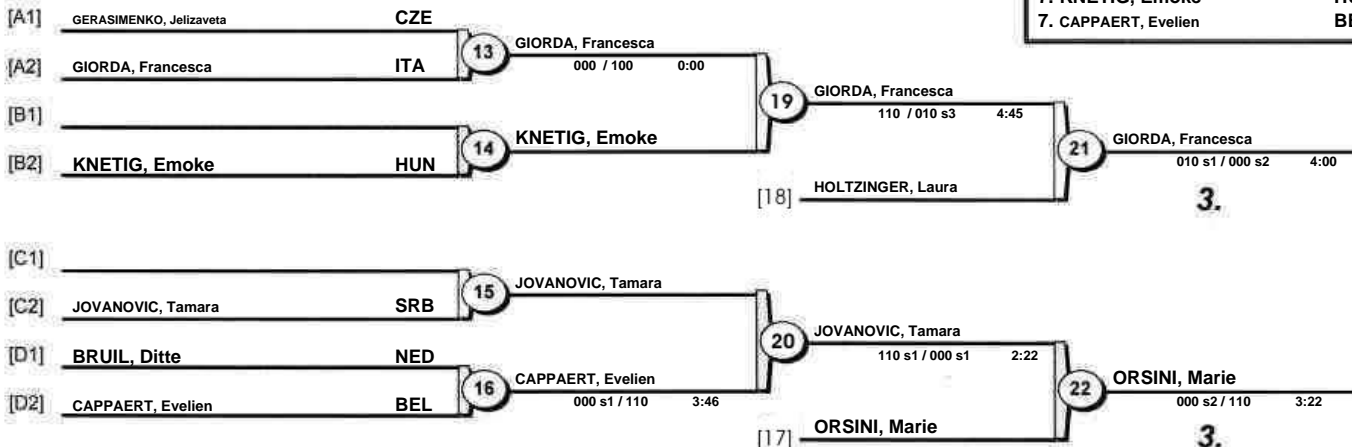 7. CAPPAERT, Evelien BE
[A1] GERASIMENKO, Jelizaveta CZE
13 GIORDA, Francesca
000 / 100 0:00
[A2] GIORDA, Francesca ITA
19 GIORDA, Francesca
110 / 010 s3 4:45
[B1]
14 KNETIG, Emoke
[B2] KNETIG, Emoke HUN
21 GIORDA, Francesca
010 s1 / 000 s2 4:00
[18] HOLTZINGER, Laura
3.
[C1]
15 JOVANOVIC, Tamara
[C2] JOVANOVIC, Tamara SRB
20 JOVANOVIC, Tamara
110 s1 / 000 s1 2:22
[D1] BRUIL, Ditte NED
16 CAPPAERT, Evelien
000 s1 / 110 3:46
[D2] CAPPAERT, Evelien BEL
22 ORSINI, Marie
000 s2 / 110 3:22
[17] ORSINI, Marie
3.